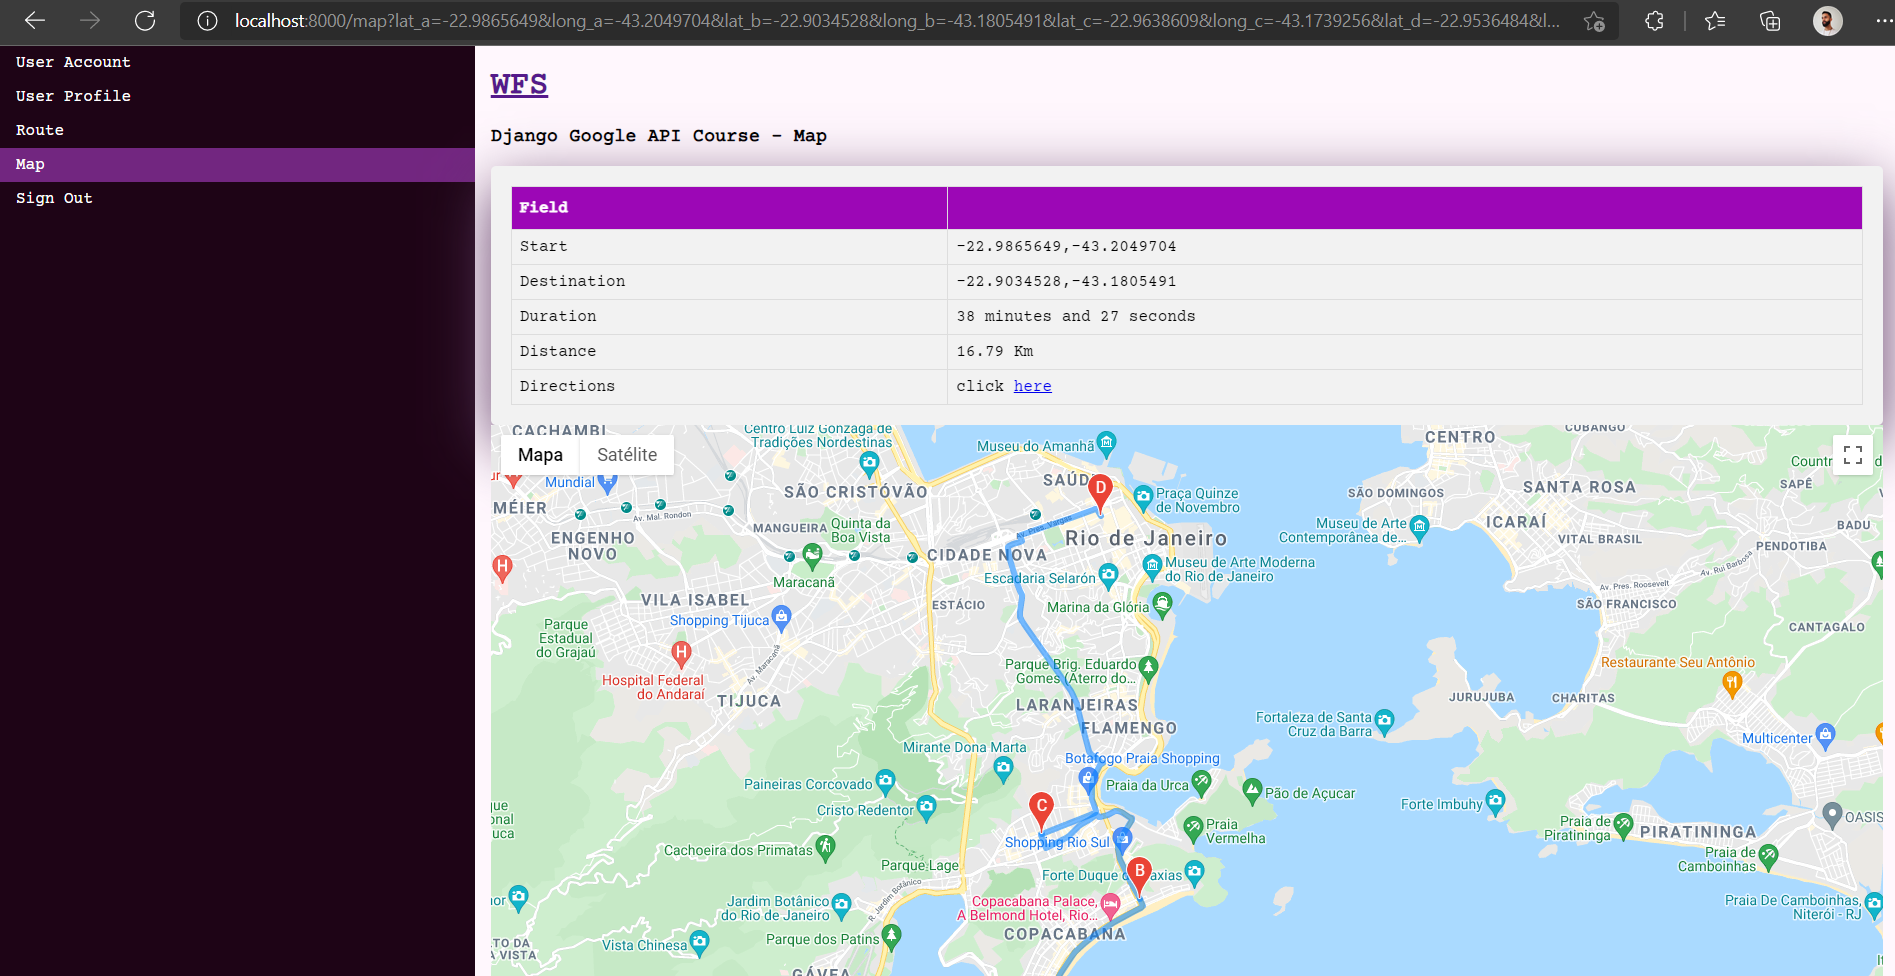 localhost:8000/map?lat_a=-22.9865649&long_a=-43.2049704&lat_b=-22.9034528&long_b=-43.1805491&lat_c=-22.9638609&long_c=-43.1739256&lat_d=-22.9536484&l...
User Account
User Profile
Route
Map
Sign Out
WFS
Django Google API Course - Map
Field
Start -22.9865649,-43.2049704
Destination -22.9034528,-43.1805491
Duration 38 minutes and 27 seconds
Distance 16.79 Km
Directions click here
Mapa Satélite
CACHAMBI
Centro Luiz Gonzaga de
Tradições Nordestinas
Museu do Amanhã
CENTRO
CUBANGO
Mundial
MÉIER
Av. Mal. Rondon
SÃO CRISTÓVÃO
SAÚD
D
Praça Quinze
de Novembro
SÃO DOMINGOS
SANTA ROSA
SAPÊ
ICARAÍ
BADU
ENGENHO
NOVO
MANGUEIRA
Quinta da
Boa Vista
Av. Pres. Vargas
Rio de Janeiro
Museu de Arte
Contemporânea de...
VITAL BRASIL
PENDOTIBA
CIDADE NOVA
H
Maracanã
Escadaria Selarón
Museu de Arte Moderna
do Rio de Janeiro
Av. Pres. Roosevelt
Av. Rui Barbosa
VILA ISABEL
Shopping Tijuca
ESTÁCIO
Marina da Glória
SÃO FRANCISCO
CANTAGALO
Parque
Estadual
do Grajaú
H
Av. Maracanã
Hospital Federal
do Andaraí
TIJUCA
Parque Brig. Eduardo
Gomes (Aterro do...
LARANJEIRAS
FLAMENGO
Restaurante Seu Antônio
JURUJUBA
CHARITAS
Fortaleza de Santa
Cruz da Barra
Multicenter
Mirante Dona Marta
Botafogo Praia Shopping
Paineiras Corcovado
Praia da Urca
Pão de Açucar
Cristo Redentor
C
Forte Imbuhy
OASIS
Praia
Vermelha
Praia de
Piratininga
PIRATININGA
Shopping Rio Sul
Cachoeira dos Primatas
Parque Lage
Praia de
Camboinhas
B
Forte Duque d axias
Jardim Botânico
do Rio de Janeiro
R. Jardim Botânico
Copacabana Palace,
A Belmond Hotel, Rio...
Praia De Camboinhas,
Niterói - RJ
COPACABANA
Vista Chinesa
Parque dos Patins
TO DA
VISTA
GÁVEA